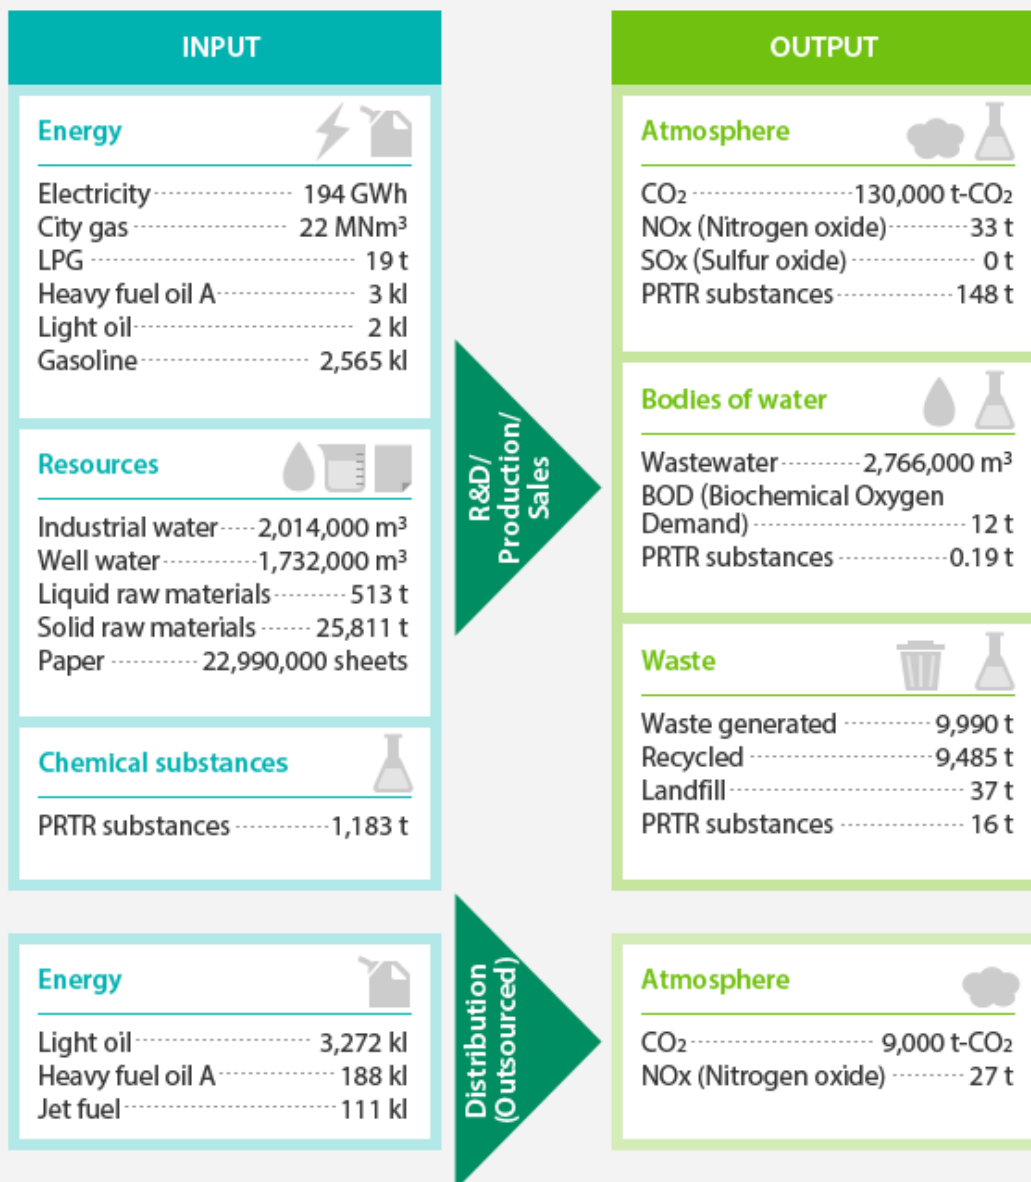 INPUT
Energy
Electricity 194 GWh
City gas 22 MNm³
LPG 19 t
Heavy fuel oil A 3 kl
Light oil 2 kl
Gasoline 2,565 kl
Resources
Industrial water 2,014,000 m³
Well water 1,732,000 m³
Liquid raw materials 513 t
Solid raw materials 25,811 t
Paper 22,990,000 sheets
Chemical substances
PRTR substances 1,183 t
R&D/
Production/
Sales
OUTPUT
Atmosphere
CO₂ 130,000 t-CO₂
NOx (Nitrogen oxide) 33 t
SOx (Sulfur oxide) 0 t
PRTR substances 148 t
Bodies of water
Wastewater 2,766,000 m³
BOD (Biochemical Oxygen
Demand) 12 t
PRTR substances 0.19 t
Waste
Waste generated 9,990 t
Recycled 9,485 t
Landfill 37 t
PRTR substances 16 t
Energy
Light oil 3,272 kl
Heavy fuel oil A 188 kl
Jet fuel 111 kl
Distribution
(Outsourced)
Atmosphere
CO₂ 9,000 t-CO₂
NOx (Nitrogen oxide) 27 t